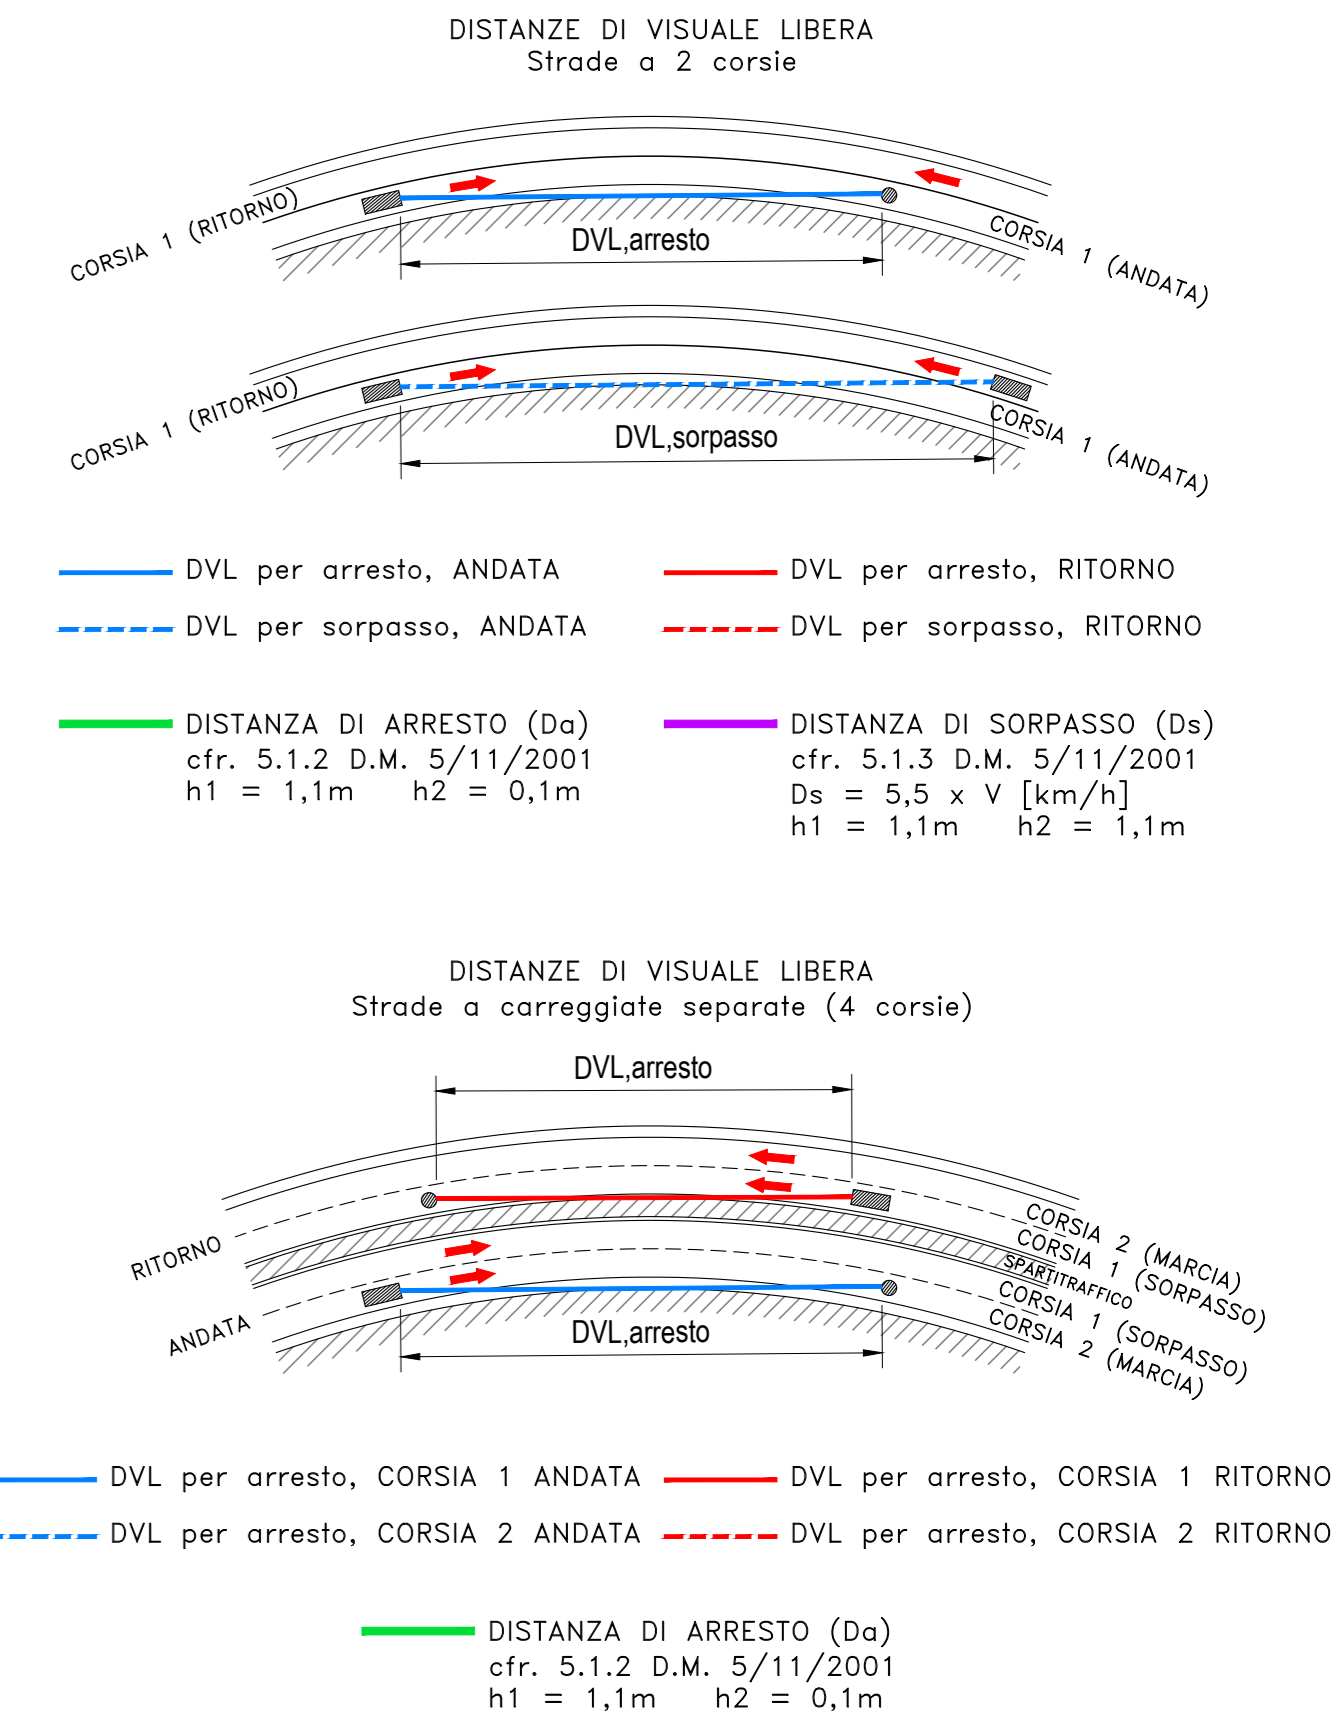 DISTANZE DI VISUALE LIBERA
Strade a 2 corsie
CORSIA 1 (RITORNO)
DVL,arresto
CORSIA 1 (ANDATA)
CORSIA 1 (RITORNO)
DVL,sorpasso
CORSIA 1 (ANDATA)
DVL per arresto, ANDATA
DVL per arresto, RITORNO
DVL per sorpasso, ANDATA
DVL per sorpasso, RITORNO
DISTANZA DI ARRESTO (Da)
cfr. 5.1.2 D.M. 5/11/2001
h1 = 1,1m h2 = 0,1m
DISTANZA DI SORPASSO (Ds)
cfr. 5.1.3 D.M. 5/11/2001
Ds = 5,5 x V [km/h]
h1 = 1,1m h2 = 1,1m
DISTANZE DI VISUALE LIBERA
Strade a carreggiate separate (4 corsie)
DVL,arresto
RITORNO
CORSIA 2 (MARCIA)
CORSIA 1 (SORPASSO)
SPARTITRAFFICO
CORSIA 1 (SORPASSO)
CORSIA 2 (MARCIA)
ANDATA
DVL,arresto
DVL per arresto, CORSIA 1 ANDATA
DVL per arresto, CORSIA 1 RITORNO
DVL per arresto, CORSIA 2 ANDATA
DVL per arresto, CORSIA 2 RITORNO
DISTANZA DI ARRESTO (Da)
cfr. 5.1.2 D.M. 5/11/2001
h1 = 1,1m h2 = 0,1m